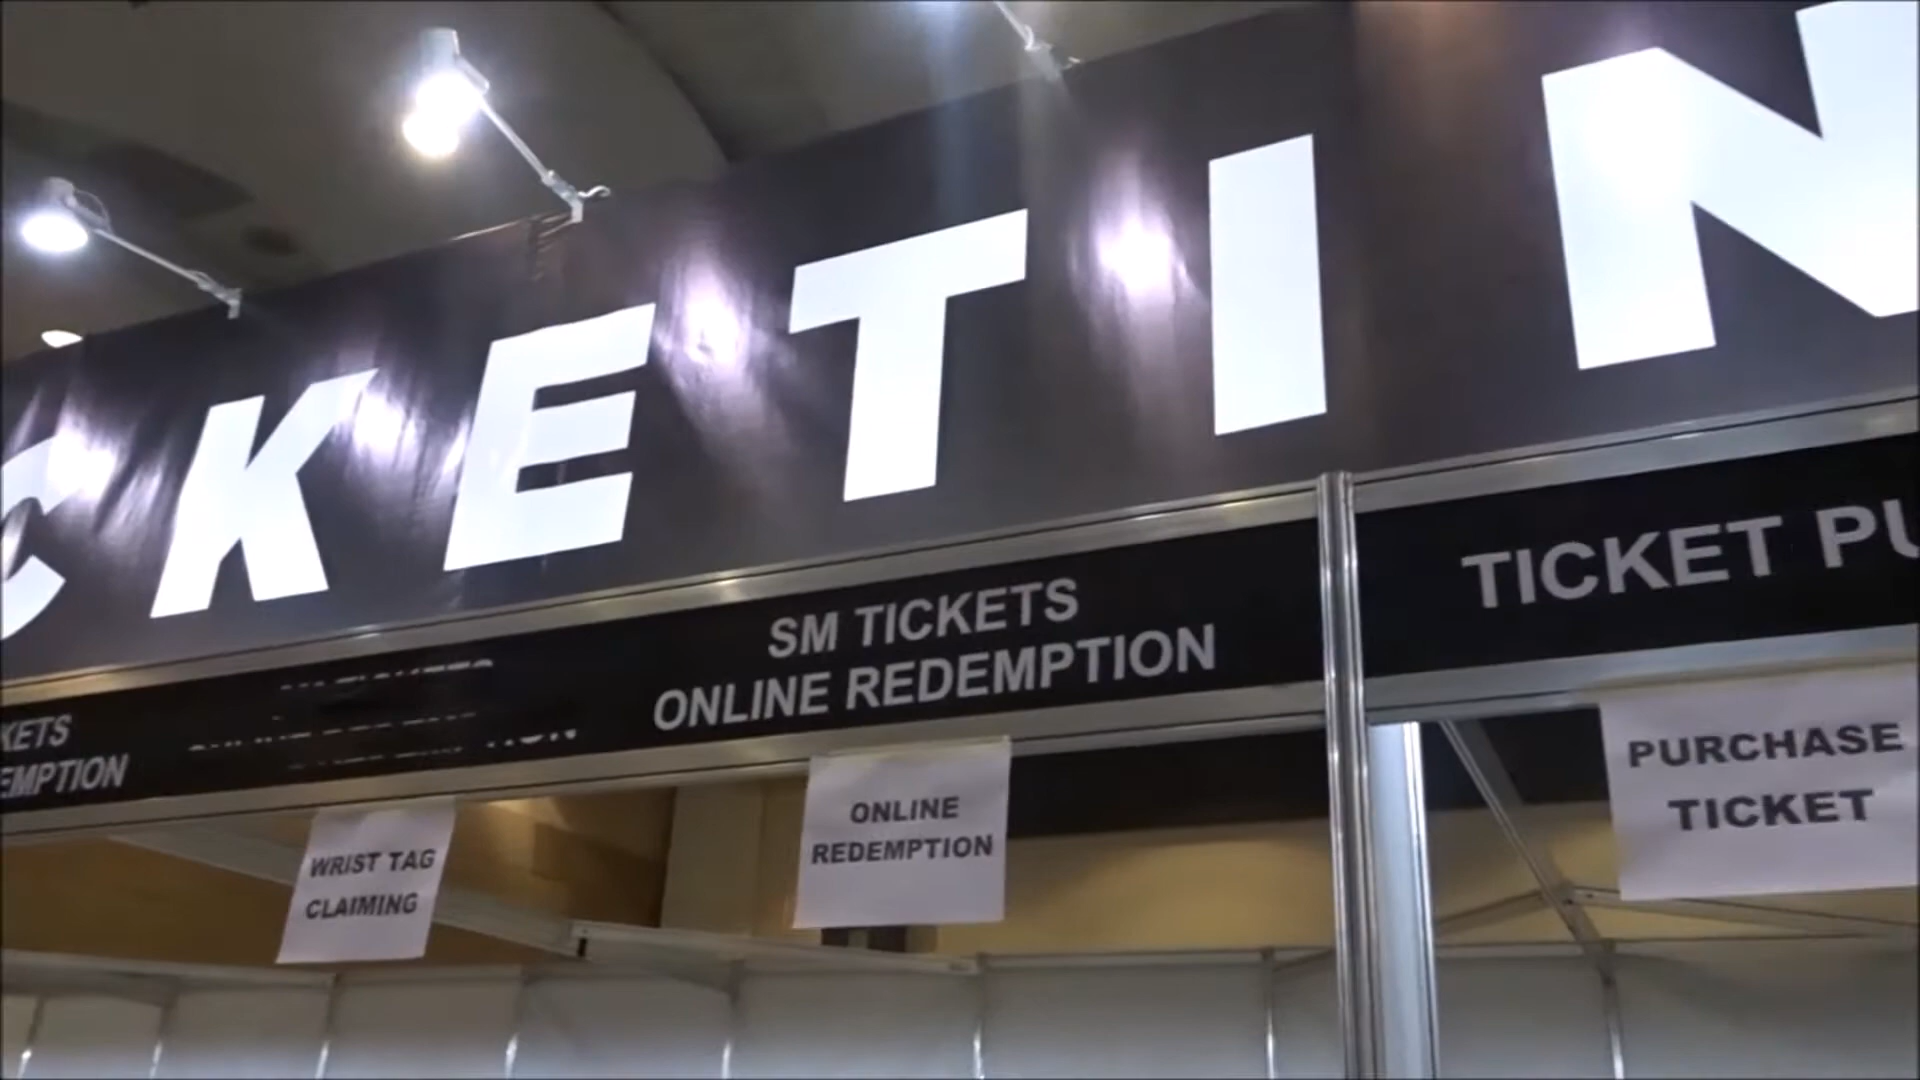 CKETIN
KETS
EMPTION
SM TICKETS
ONLINE REDEMPTION
TICKET PU
WRIST TAG
CLAIMING
ONLINE
REDEMPTION
PURCHASE
TICKET